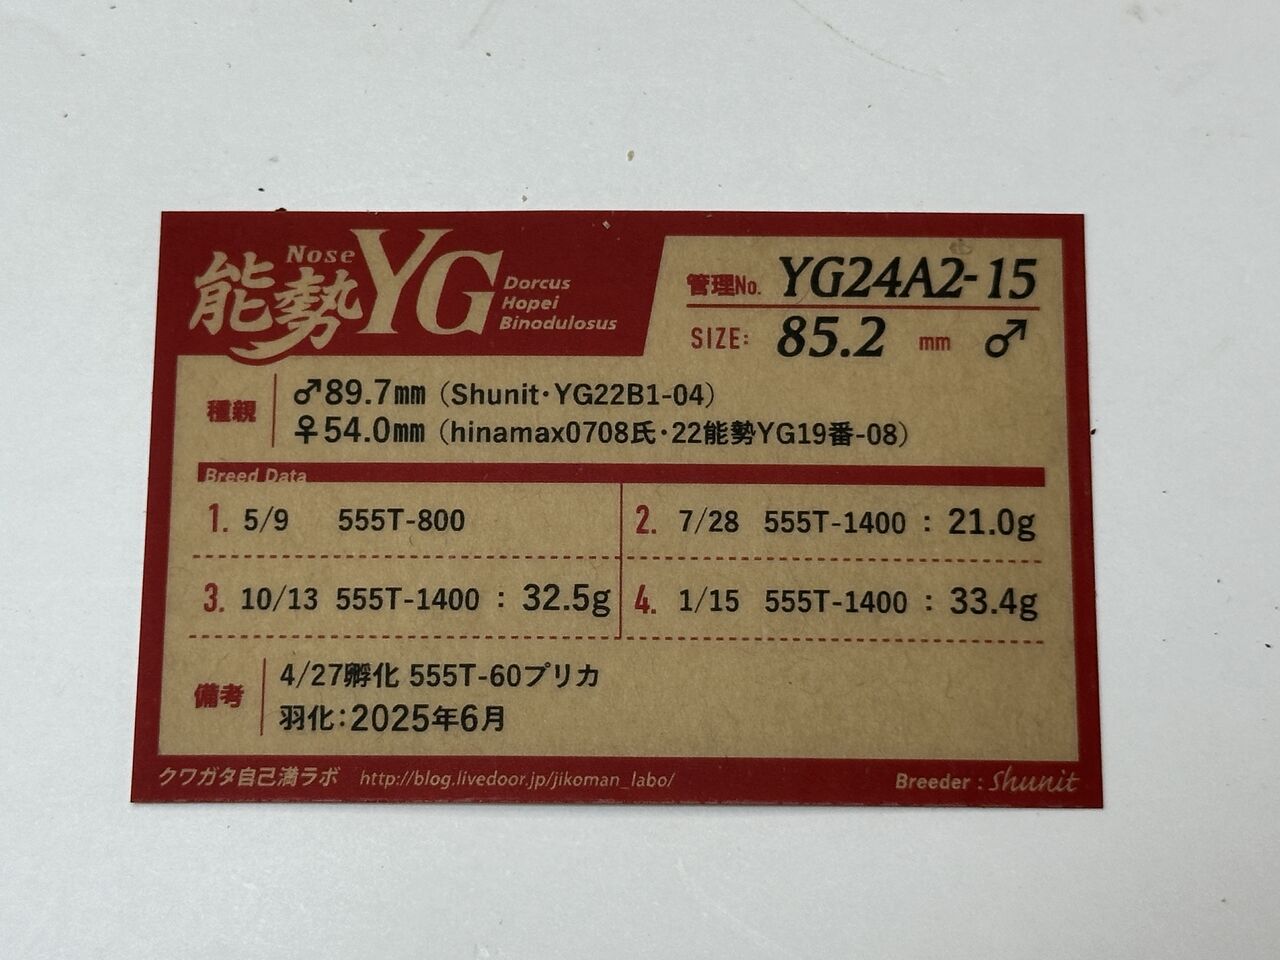 能勢 Nose YG
Dorcus
Hopei
Binodulosus
管理No. YG24A2-15
SIZE: 85.2 mm ♂
種親
♂89.7㎜（Shunit･YG22B1-04）
♀54.0㎜（hinamax0708氏･22能勢YG19番-08）
Breed Data
1. 5/9 555T-800
2. 7/28 555T-1400 : 21.0g
3. 10/13 555T-1400 : 32.5g
4. 1/15 555T-1400 : 33.4g
備考
4/27孵化 555T-60プリカ
羽化：2025年6月
クワガタ自己満ラボ http://blog.livedoor.jp/jikoman_labo/
Breeder : Shunit